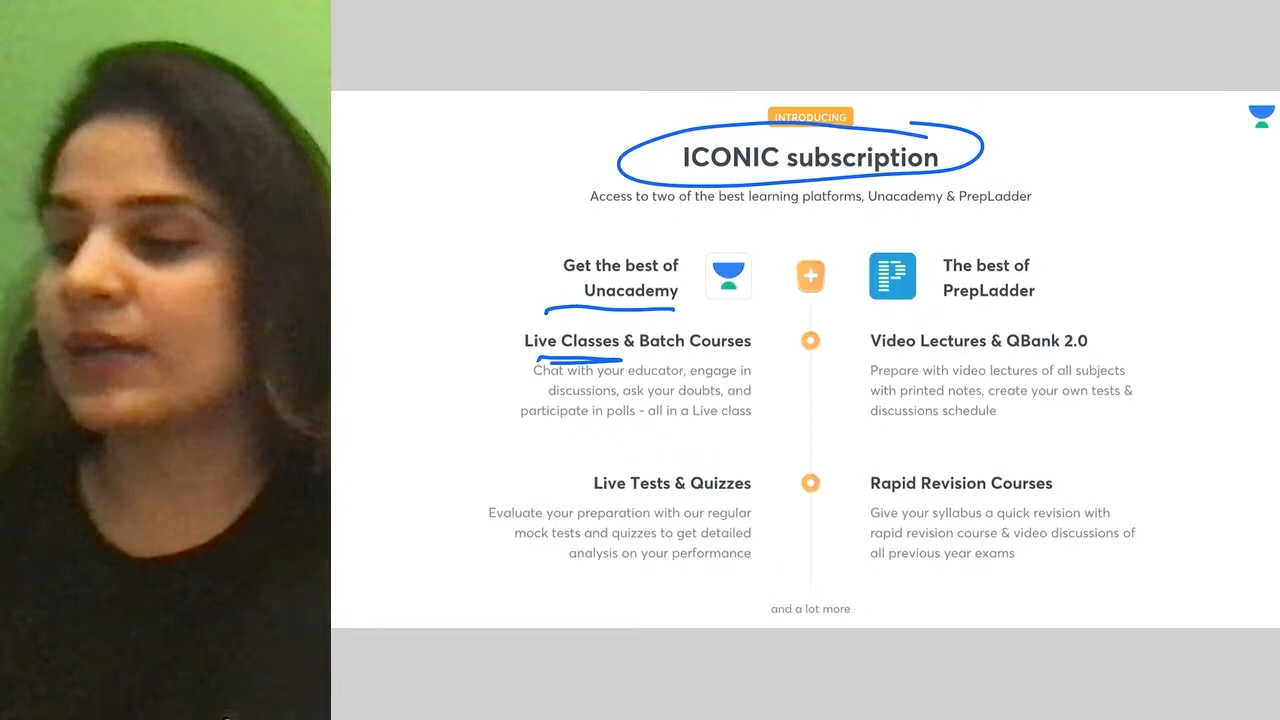 INTRODUCING
ICONIC subscription
Access to two of the best learning platforms, Unacademy & PrepLadder
Get the best of
Unacademy
The best of
PrepLadder
Live Classes & Batch Courses
Chat with your educator, engage in
discussions, ask your doubts, and
participate in polls - all in a Live class
Video Lectures & QBank 2.0
Prepare with video lectures of all subjects
with printed notes, create your own tests &
discussions schedule
Live Tests & Quizzes
Evaluate your preparation with our regular
mock tests and quizzes to get detailed
analysis on your performance
Rapid Revision Courses
Give your syllabus a quick revision with
rapid revision course & video discussions of
all previous year exams
and a lot more